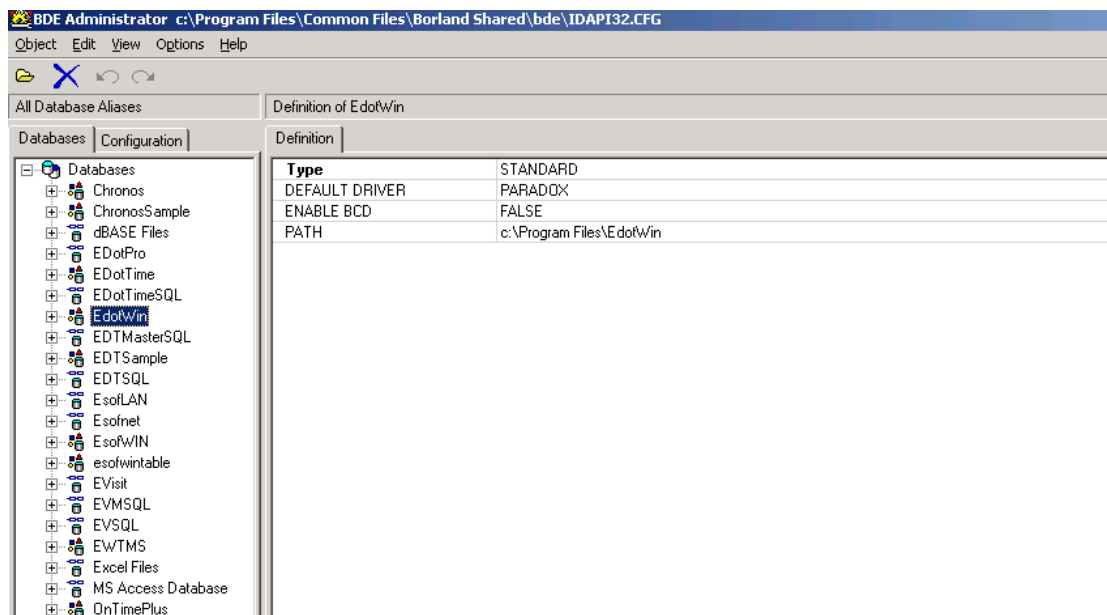 BDE Administrator c:\Program Files\Common Files\Borland Shared\bde\IDAPI32.CFG
Object Edit View Options Help
All Database Aliases
Definition of EdotWin
Databases Configuration
Definition
Databases
Chronos
ChronosSample
dBASE Files
EDotPro
EDotTime
EDotTimeSQL
EdotWin
EDTMasterSQL
EDTSample
EDTSQL
EsofLAN
Esofnet
EsofWIN
esofwintable
EVisit
EVMSQL
EVSQL
EWTMS
Excel Files
MS Access Database
OnTimePlus
Type STANDARD
DEFAULT DRIVER PARADOX
ENABLE BCD FALSE
PATH c:\Program Files\EdotWin